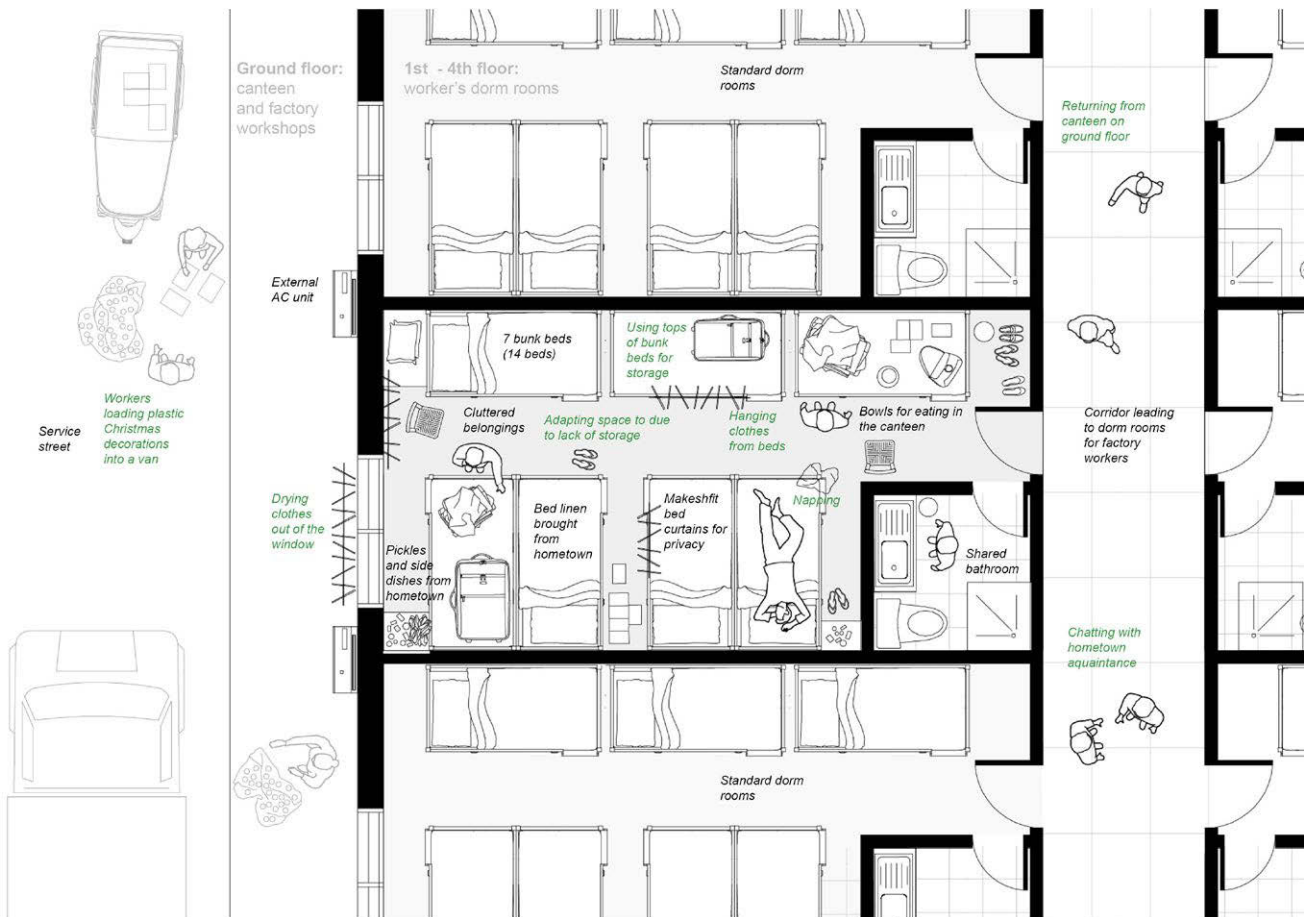 Ground floor:
canteen
and factory
workshops
1st - 4th floor:
worker's dorm rooms
Standard dorm
rooms
Returning from
canteen on
ground floor
External
AC unit
7 bunk beds
(14 beds)
Using tops
of bunk
beds for
storage
Workers
loading plastic
Christmas
decorations
into a van
Service
street
Cluttered
belongings
Adapting space to due
to lack of storage
Hanging
clothes
from beds
Bowls for eating in
the canteen
Corridor leading
to dorm rooms
for factory
workers
Drying
clothes
out of the
window
Pickles
and side
dishes from
hometown
Bed linen
brought
from
hometown
Makeshfit
bed
curtains for
privacy
Napping
Shared
bathroom
Chatting with
hometown
aquaintance
Standard dorm
rooms